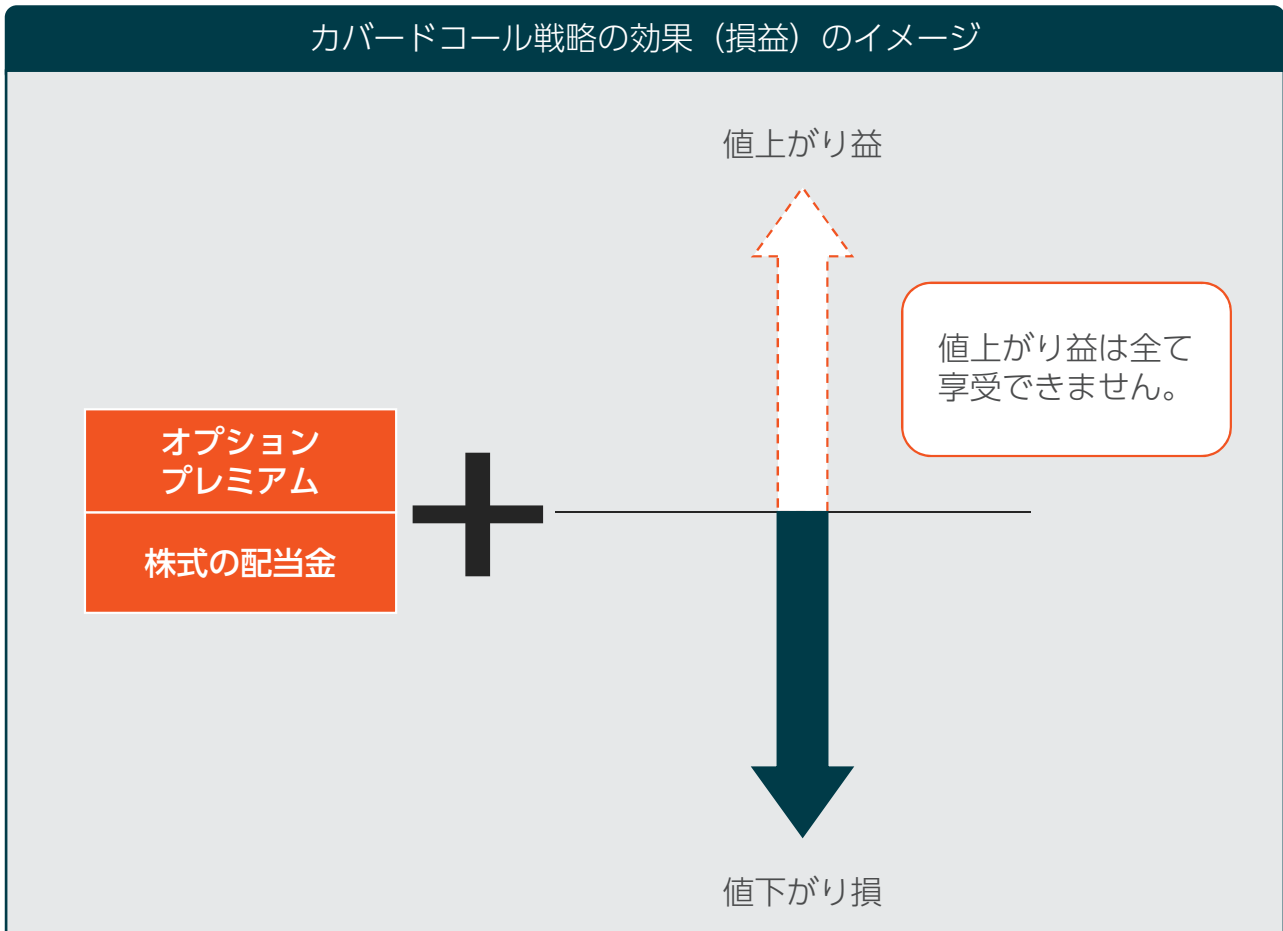 カバードコール戦略の効果（損益）のイメージ
値上がり益
値上がり益は全て
享受できません。
オプション
プレミアム
株式の配当金
値下がり損